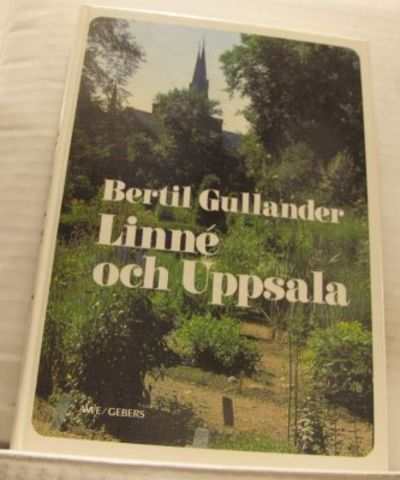 Bertil Gullander
Linné
och Uppsala
AWE/GEBERS